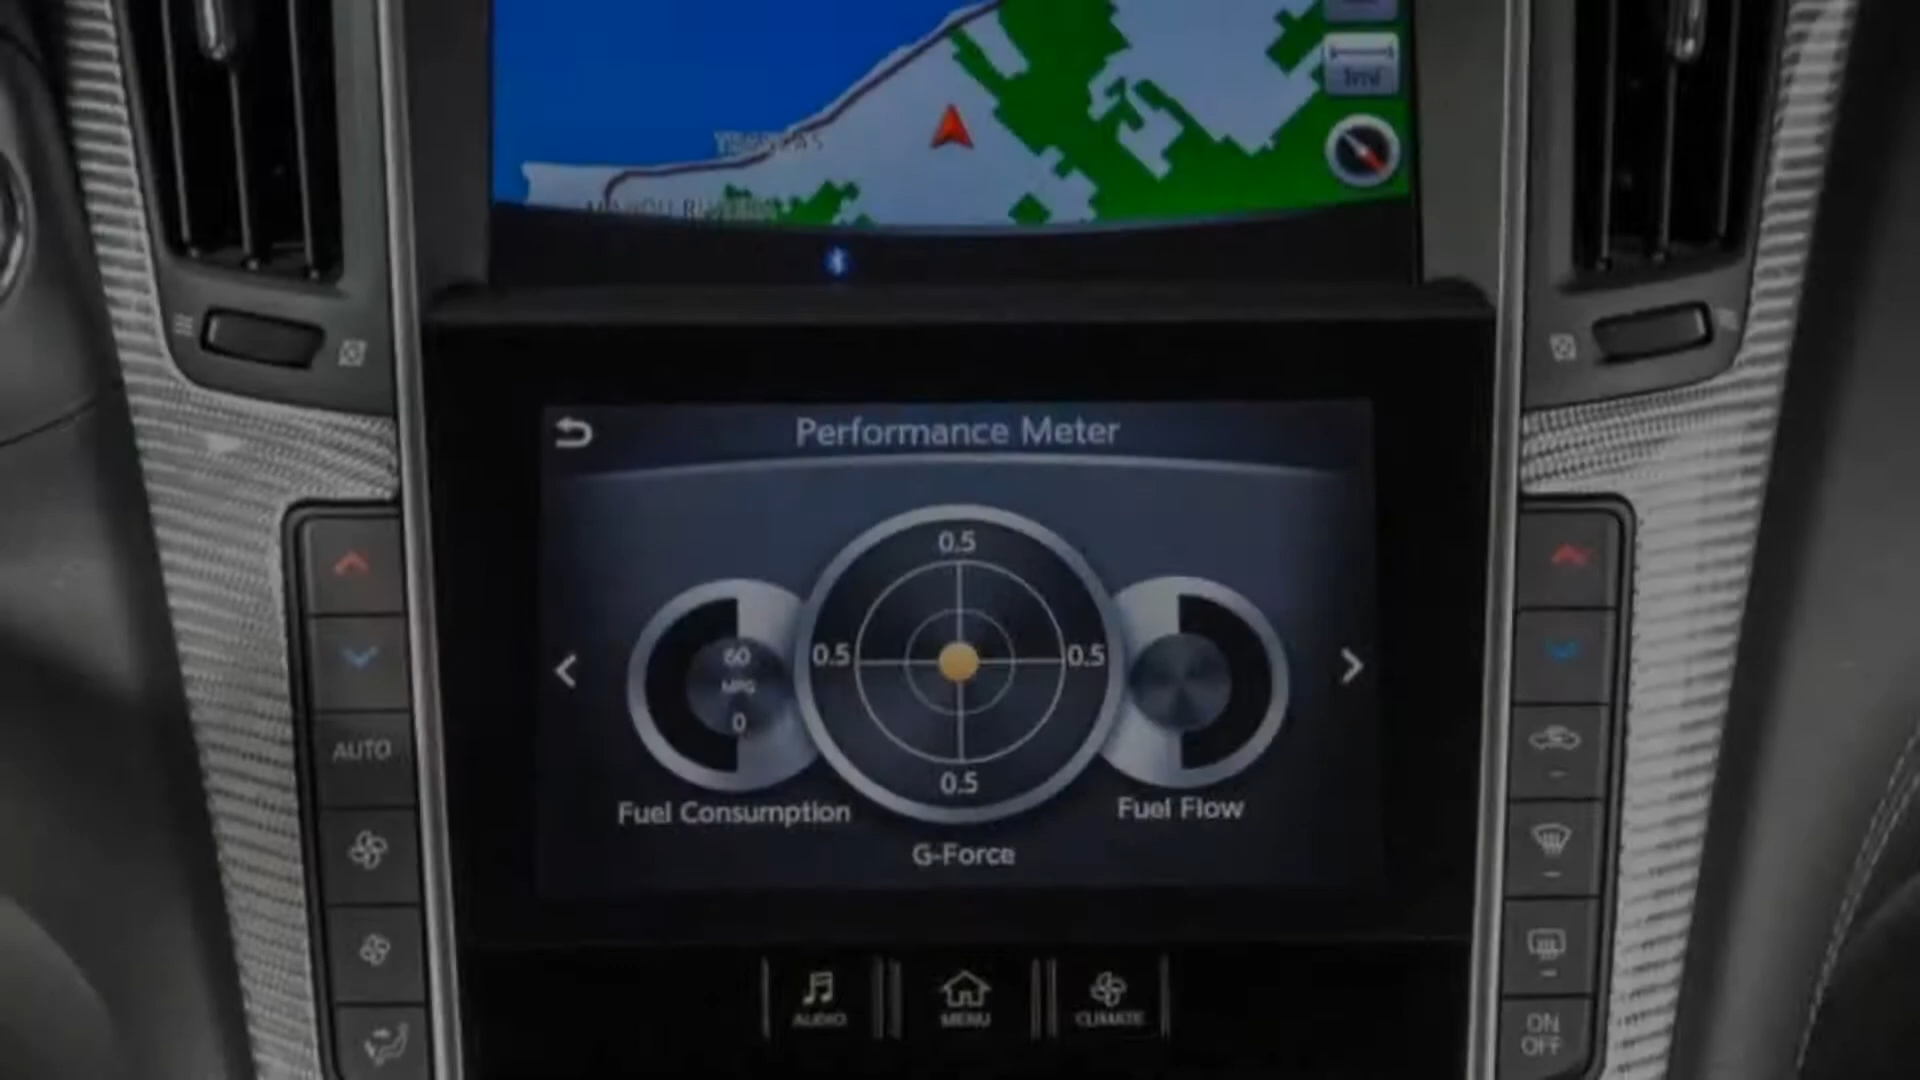 1mi
Performance Meter
0.5
0.5
0.5
60
MPG
0
0.5
Fuel Consumption
Fuel Flow
G-Force
AUTO
AUDIO
MENU
CLIMATE
ON
OFF